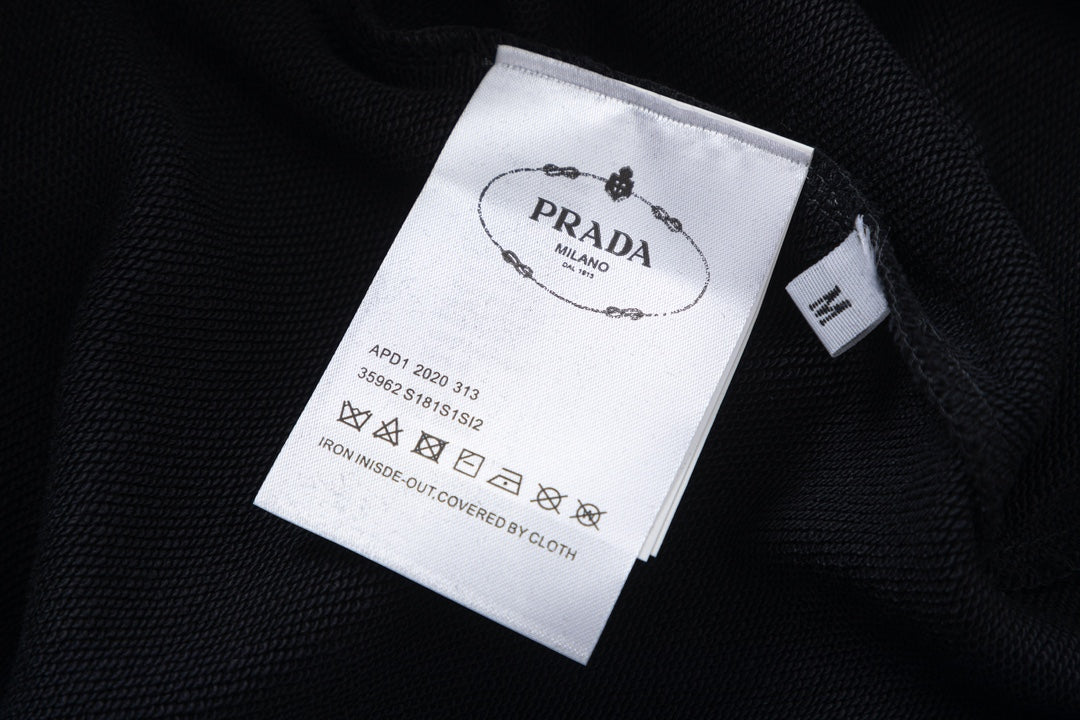 PRADA
MILANO
DAL 1913
APD1 2020 313
35962 S181S1SI2
IRON INISDE-OUT,COVERED BY CLOTH
M